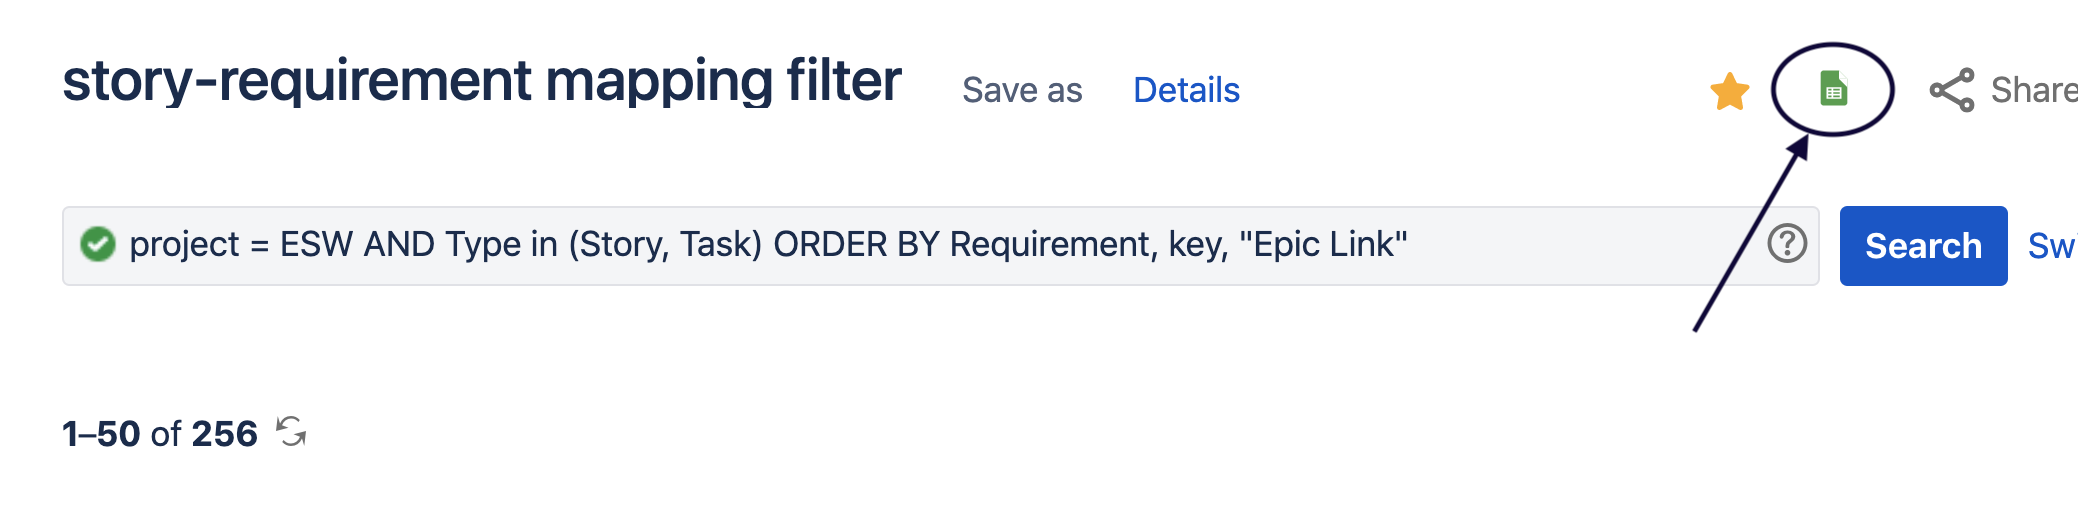 story-requirement mapping filter Save as Details Share
project = ESW AND Type in (Story, Task) ORDER BY Requirement, key, "Epic Link" Search
1–50 of 256